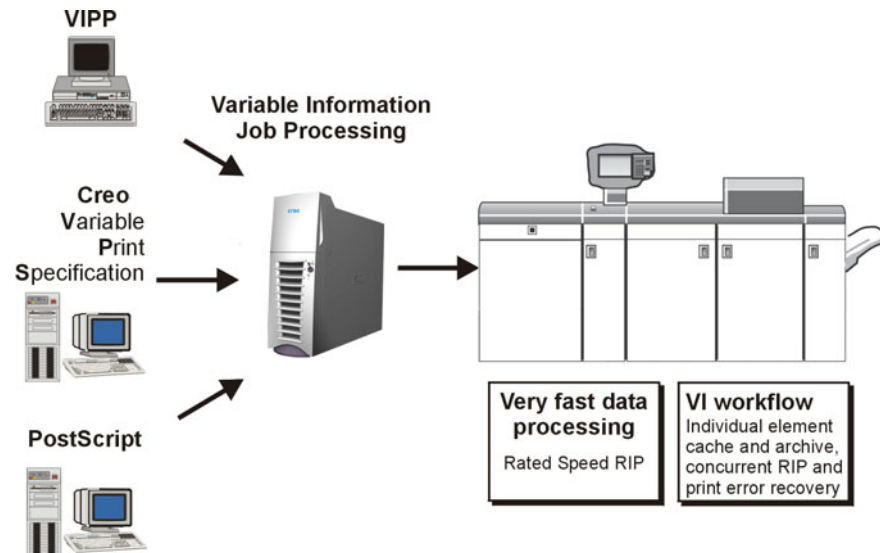 VIPP
Variable Information
Job Processing
Creo
Variable
Print
Specification
creo
PostScript
Very fast data
processing
Rated Speed RIP
VI workflow
Individual element
cache and archive,
concurrent RIP and
print error recovery